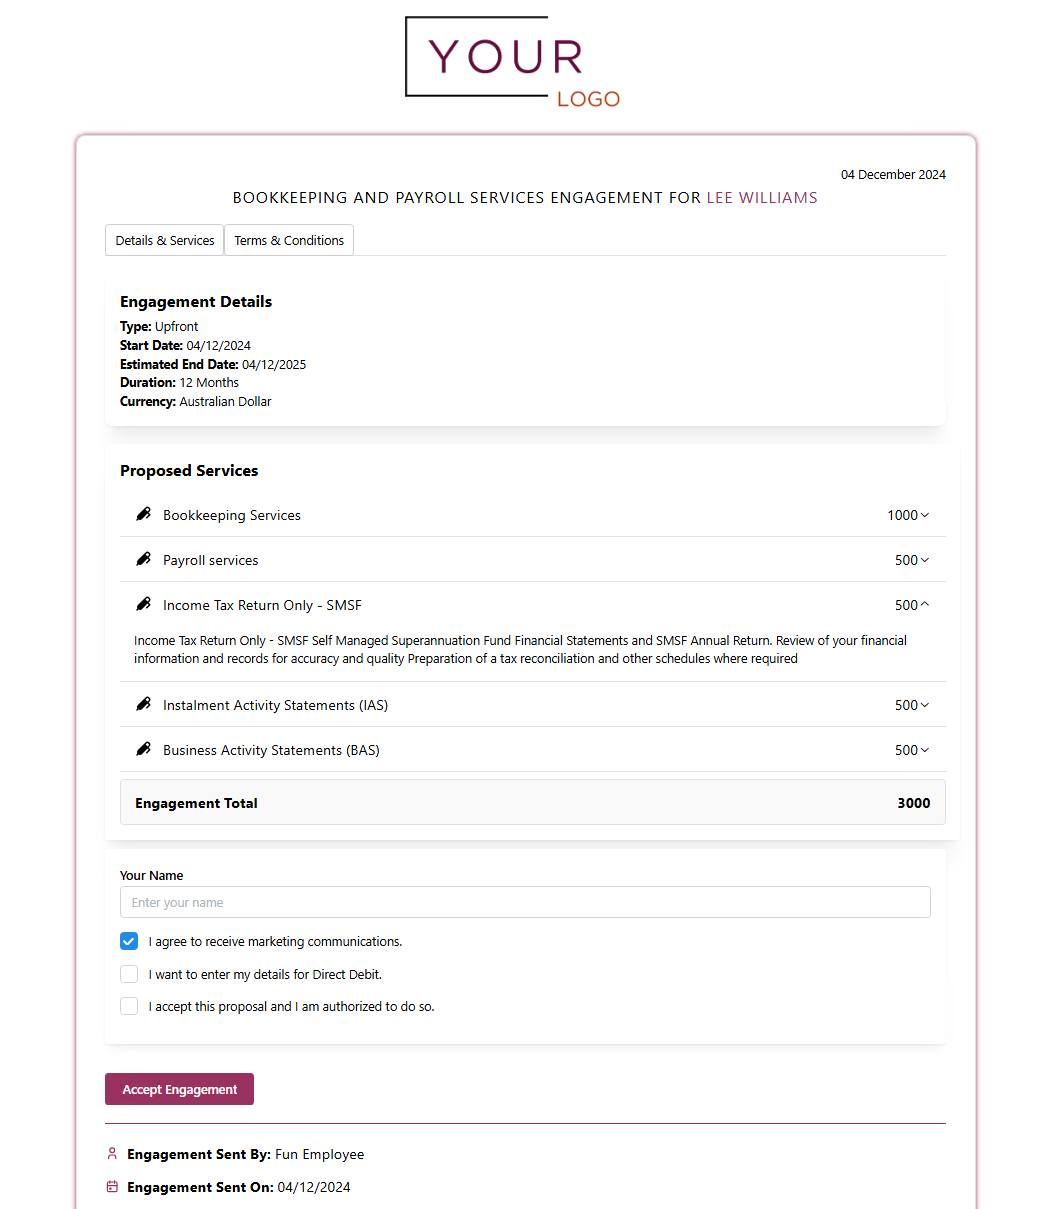 YOUR
LOGO
04 December 2024
BOOKKEEPING AND PAYROLL SERVICES ENGAGEMENT FOR LEE WILLIAMS
Details & Services Terms & Conditions
Engagement Details
Type: Upfront
Start Date: 04/12/2024
Estimated End Date: 04/12/2025
Duration: 12 Months
Currency: Australian Dollar
Proposed Services
Bookkeeping Services 1000
Payroll services 500
Income Tax Return Only - SMSF 500
Income Tax Return Only - SMSF Self Managed Superannuation Fund Financial Statements and SMSF Annual Return. Review of your financial
information and records for accuracy and quality Preparation of a tax reconciliation and other schedules where required
Instalment Activity Statements (IAS) 500
Business Activity Statements (BAS) 500
Engagement Total 3000
Your Name
Enter your name
I agree to receive marketing communications.
I want to enter my details for Direct Debit.
I accept this proposal and I am authorized to do so.
Accept Engagement
Engagement Sent By: Fun Employee
Engagement Sent On: 04/12/2024